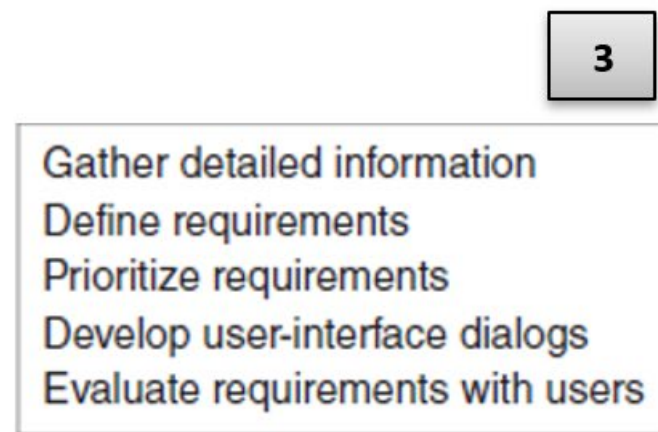 3
Gather detailed information
Define requirements
Prioritize requirements
Develop user-interface dialogs
Evaluate requirements with users